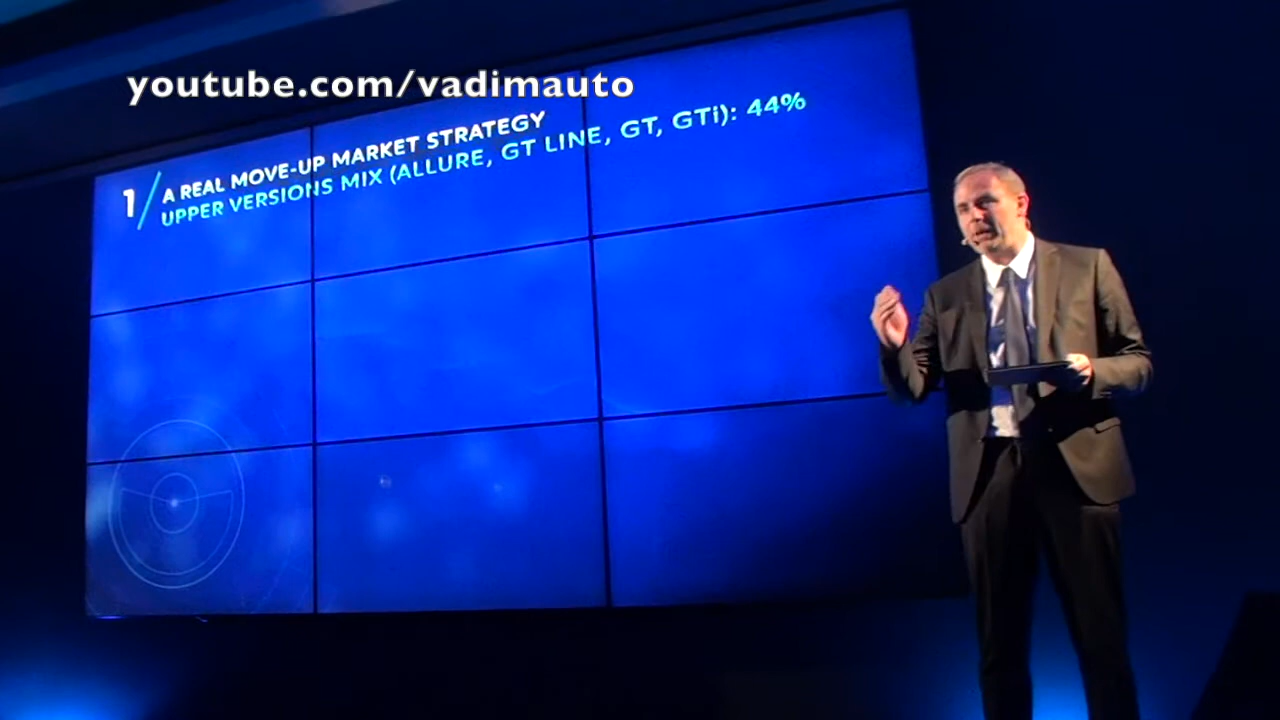 youtube.com/vadimauto
1/ A REAL MOVE-UP MARKET STRATEGY
UPPER VERSIONS MIX (ALLURE, GT LINE, GT, GTi): 44%